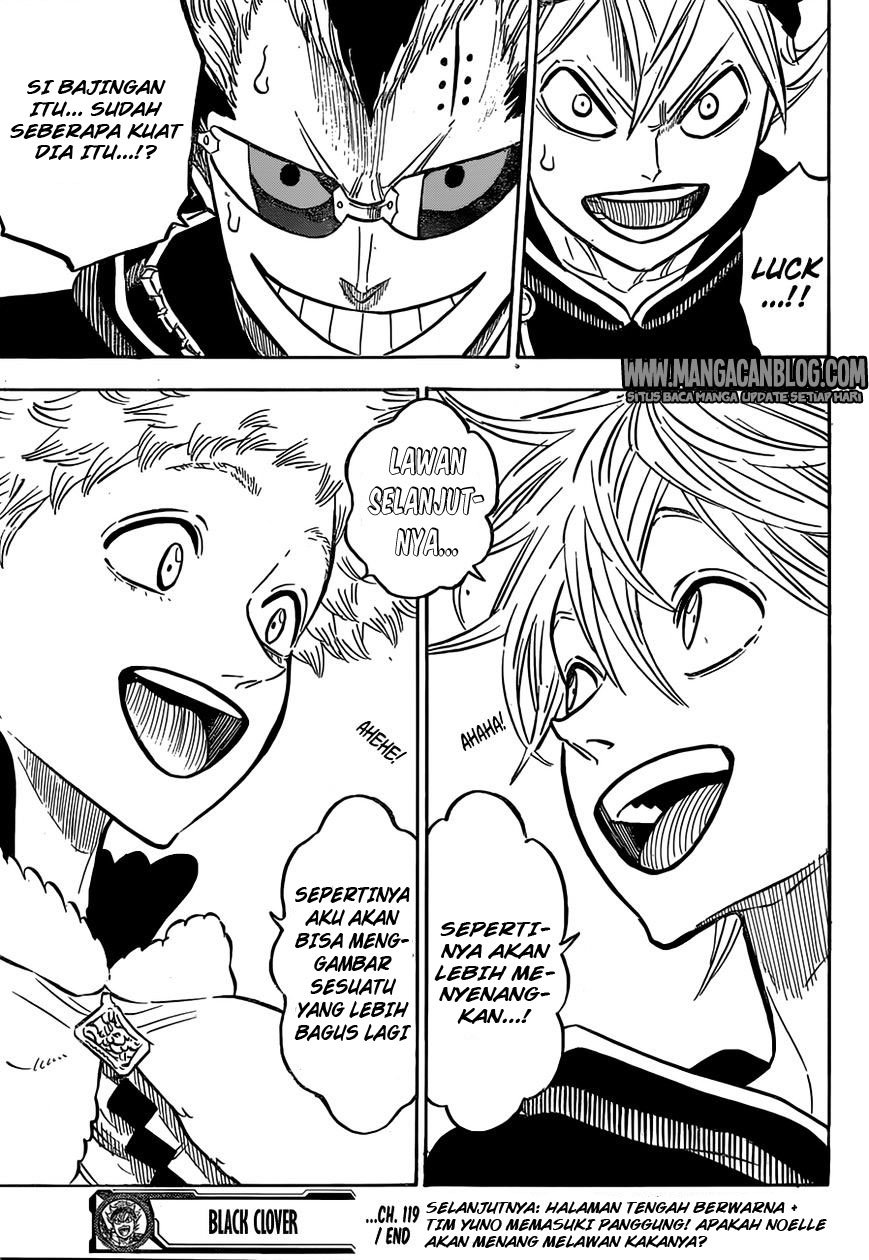 LUCK
...!!
SI BAJINGAN
ITU... SUDAH
SEBERAPA KUAT
DIA ITU...!?
WWW.MANGACANBLOG.COM
SITUS BACA MANGA UPDATE SETIAP HARI
LAWAN
SELANJUT-
NYA...
AHAHA!
SEPERTI-
NYA AKAN
LEBIH ME-
NYENANG-
KAN...!
AHEHE!
SEPERTINYA
AKU AKAN
BISA MENG-
GAMBAR
SESUATU
YANG LEBIH
BAGUS LAGI
BLACK CLOVER
...CH. 119
/ END
SELANJUTNYA: HALAMAN TENGAH BERWARNA +
TIM YUNO MEMASUKI PANGGUNG! APAKAH NOELLE
AKAN MENANG MELAWAN KAKANYA?